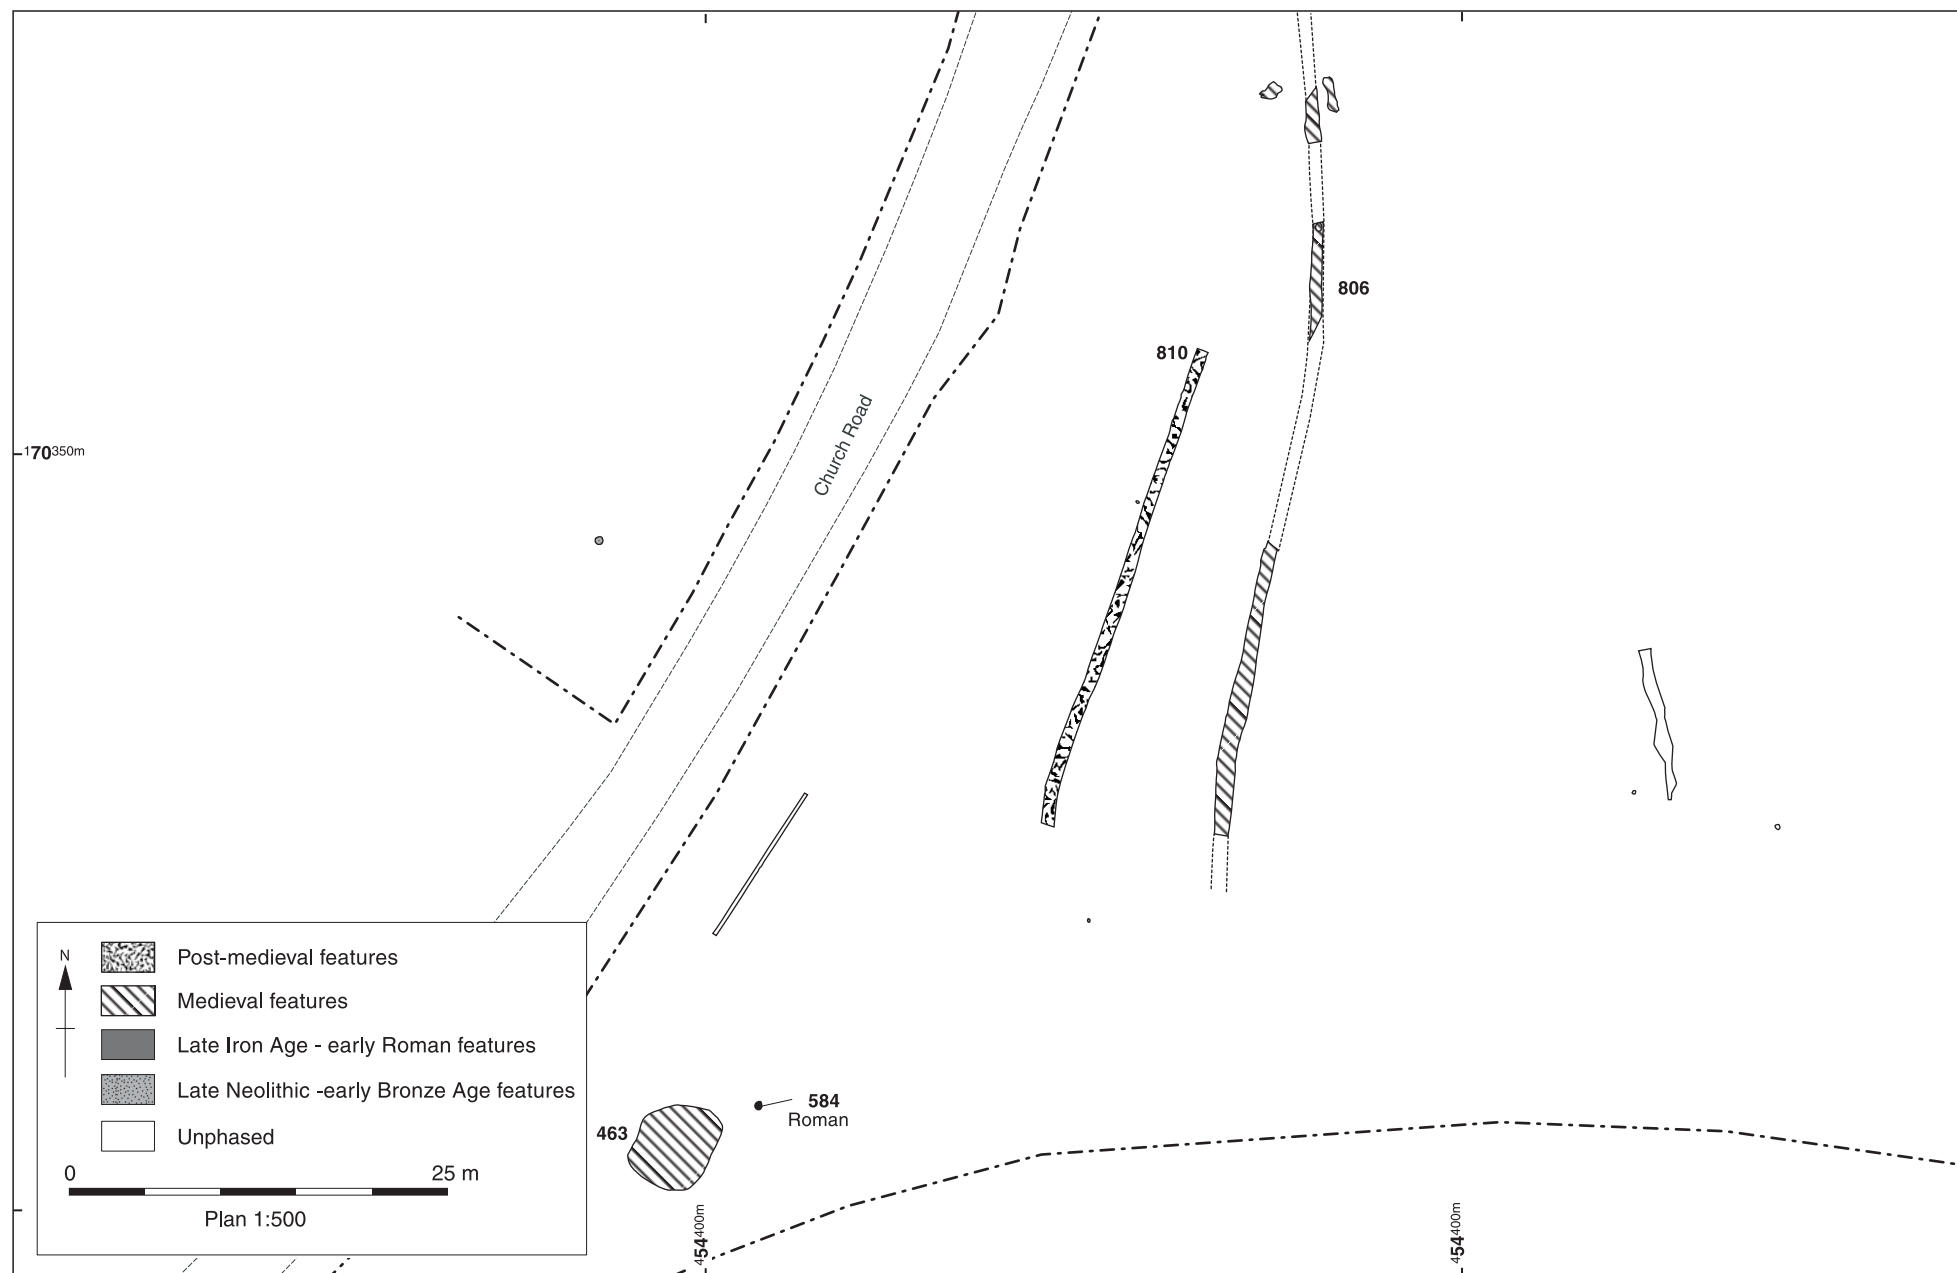 806
810
Church Road
170350m
N
Post-medieval features
Medieval features
Late Iron Age - early Roman features
Late Neolithic -early Bronze Age features
Unphased
0 25 m
Plan 1:500
463
584
Roman
454400m
454400m